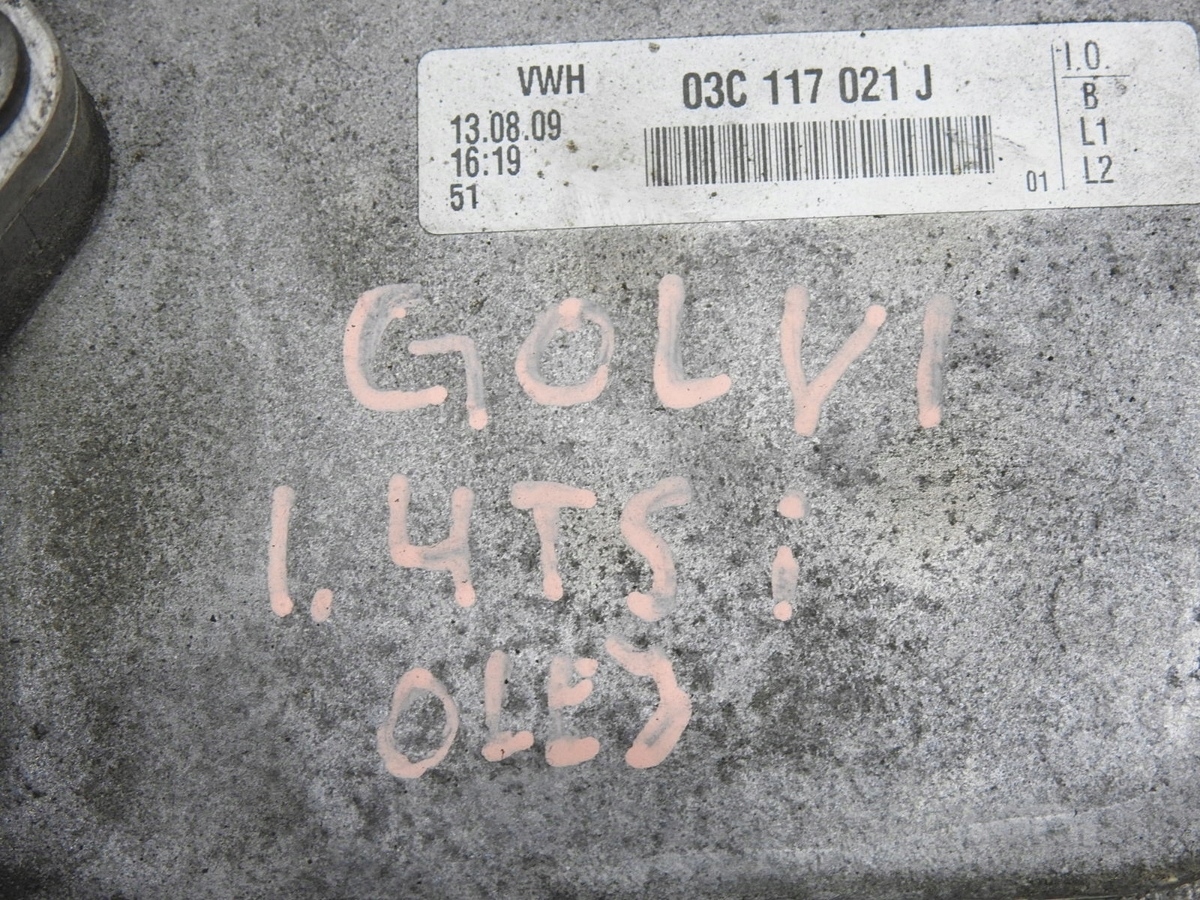 VWH
03C 117 021 J
13.08.09
16:19
51
01
I.O.
B
L1
L2
GOLVI
1.4TSi
OLEJ